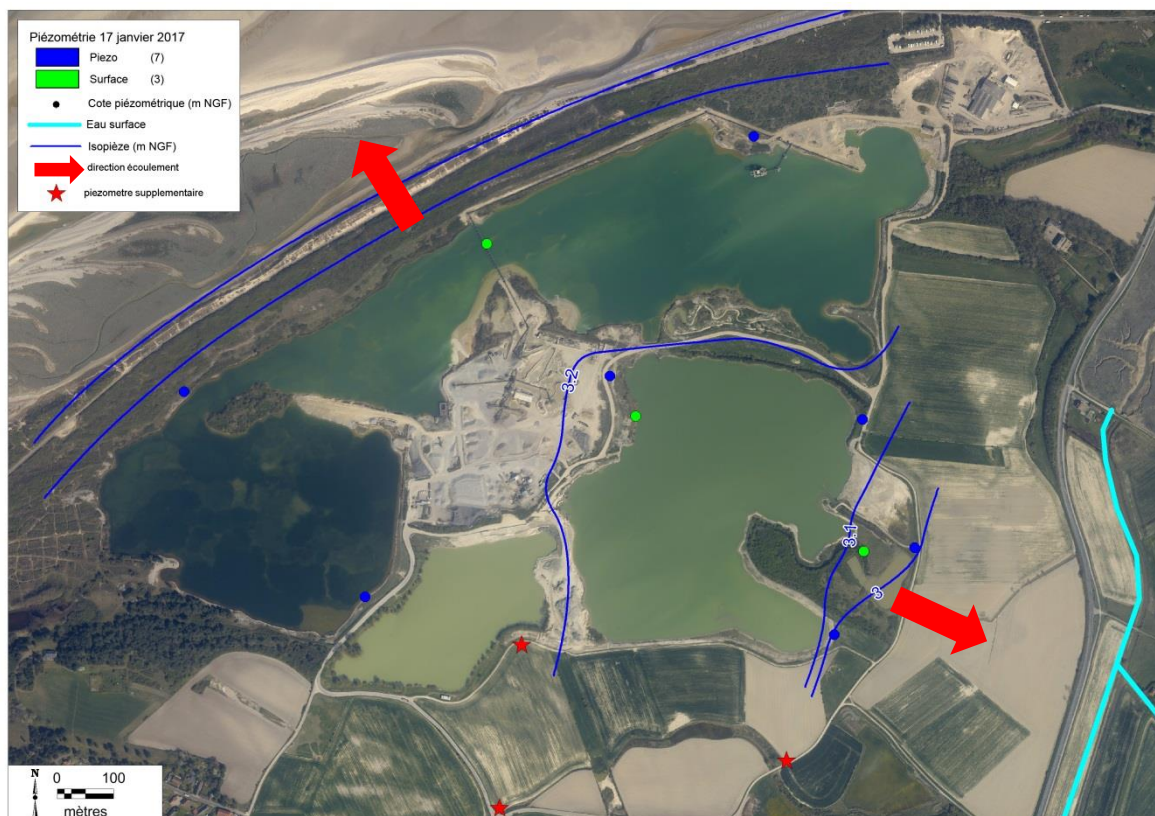 Piézométrie 17 janvier 2017
Piezo (7)
Surface (3)
Cote piézométrique (m NGF)
Eau surface
Isopièze (m NGF)
direction écoulement
piezometre supplementaire
3.2
3.1
3
N
0 100
mètres